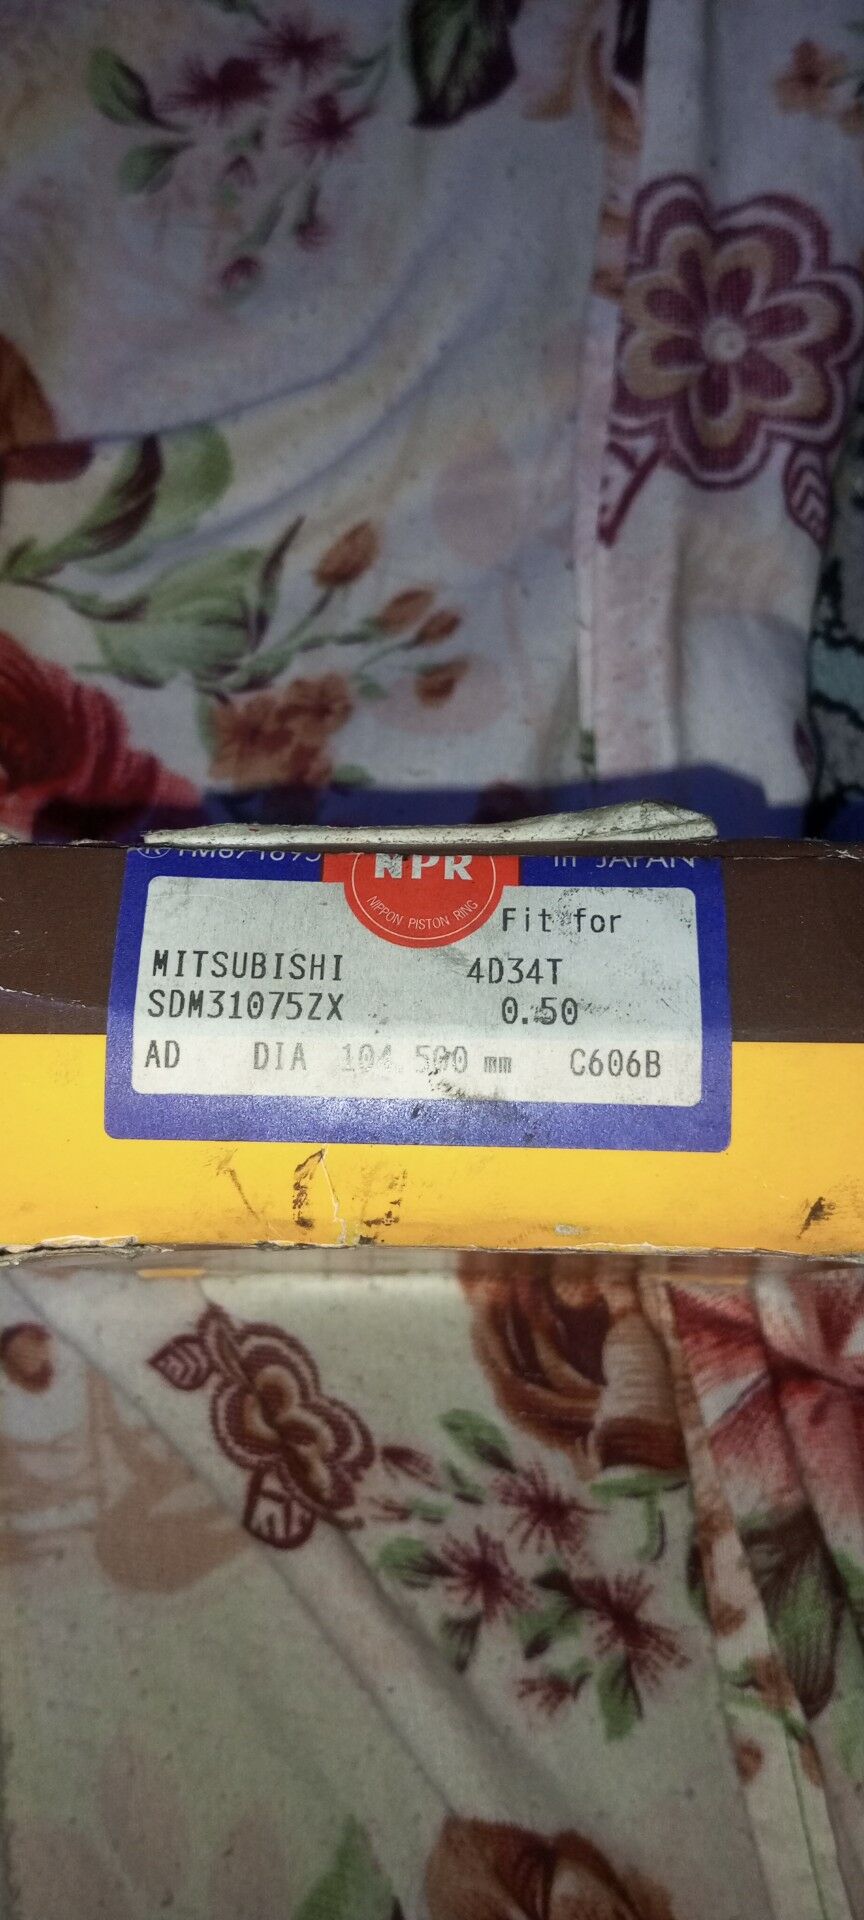 NPR
in JAPAN
NIPPON PISTON RING
Fit for
MITSUBISHI 4D34T
SDM31075ZX 0.50
AD DIA 104.500 mm C606B